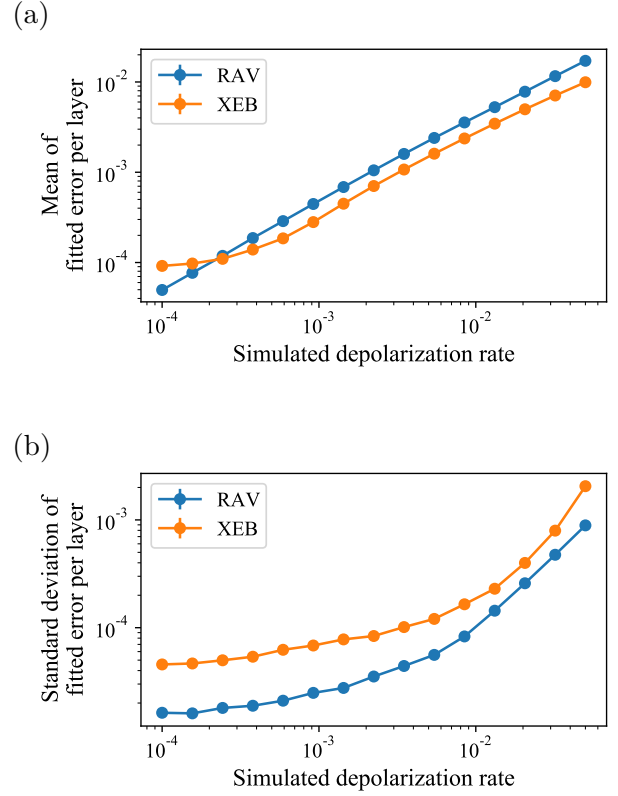 (a)
Mean of
fitted error per layer
10⁻²
10⁻³
10⁻⁴
RAV
XEB
10⁻⁴
10⁻³
10⁻²
Simulated depolarization rate
(b)
Standard deviation of
fitted error per layer
10⁻³
10⁻⁴
RAV
XEB
10⁻⁴
10⁻³
10⁻²
Simulated depolarization rate